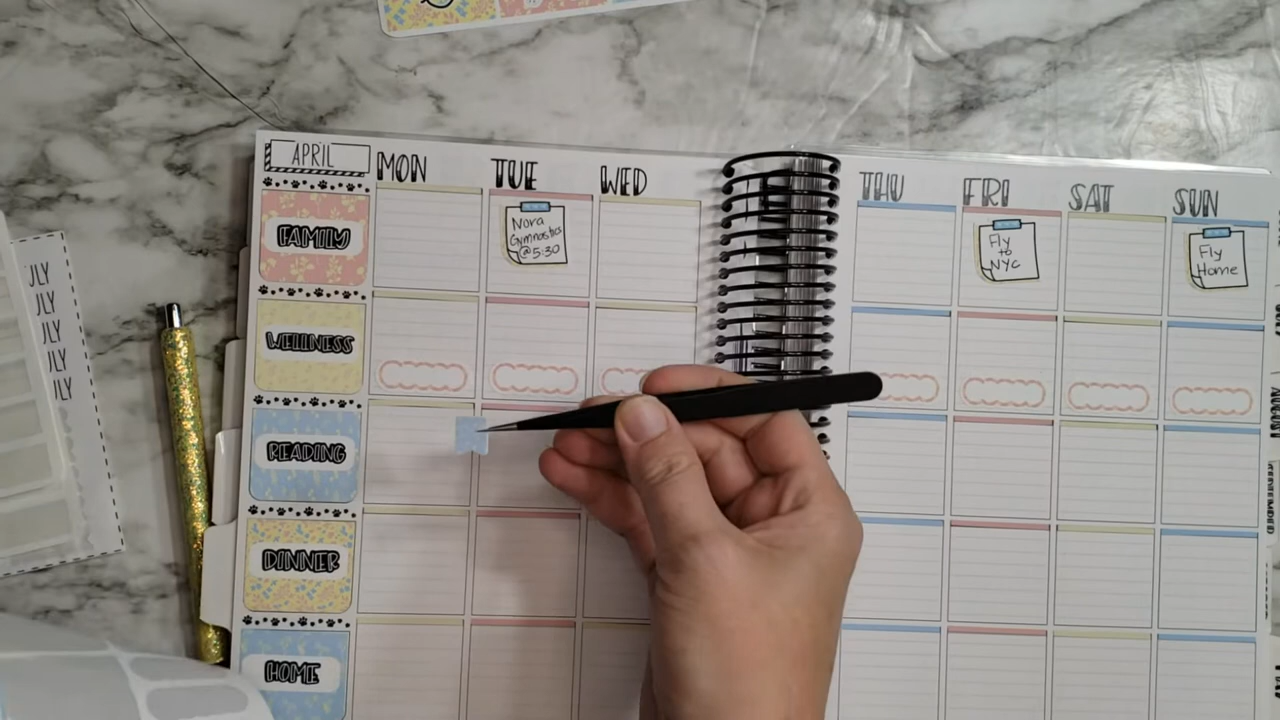 APRIL
MON
TUE
WED
THU
FRI
SAT
SUN
FAMILY
Nora
Gymnastics
@5:30
Fly
to
NYC
Fly
Home
WELLNESS
READING
DINNER
HOME
JLY
JLY
JLY
JLY
JLY